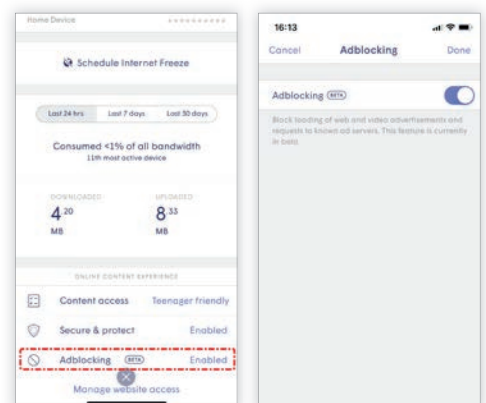 Home Device
Schedule Internet Freeze
Last 24 hrs Last 7 days Last 30 days
Consumed <1% of all bandwidth
11th most active device
DOWNLOADED UPLOADED
4.20 8.33
MB MB
ONLINE CONTENT EXPERIENCE
Content access Teenager friendly
Secure & protect Enabled
Adblocking BETA Enabled
Manage website access
16:13
Cancel Adblocking Done
Adblocking BETA
Block loading of web and video advertisements and
requests to known ad servers. This feature is currently
in beta